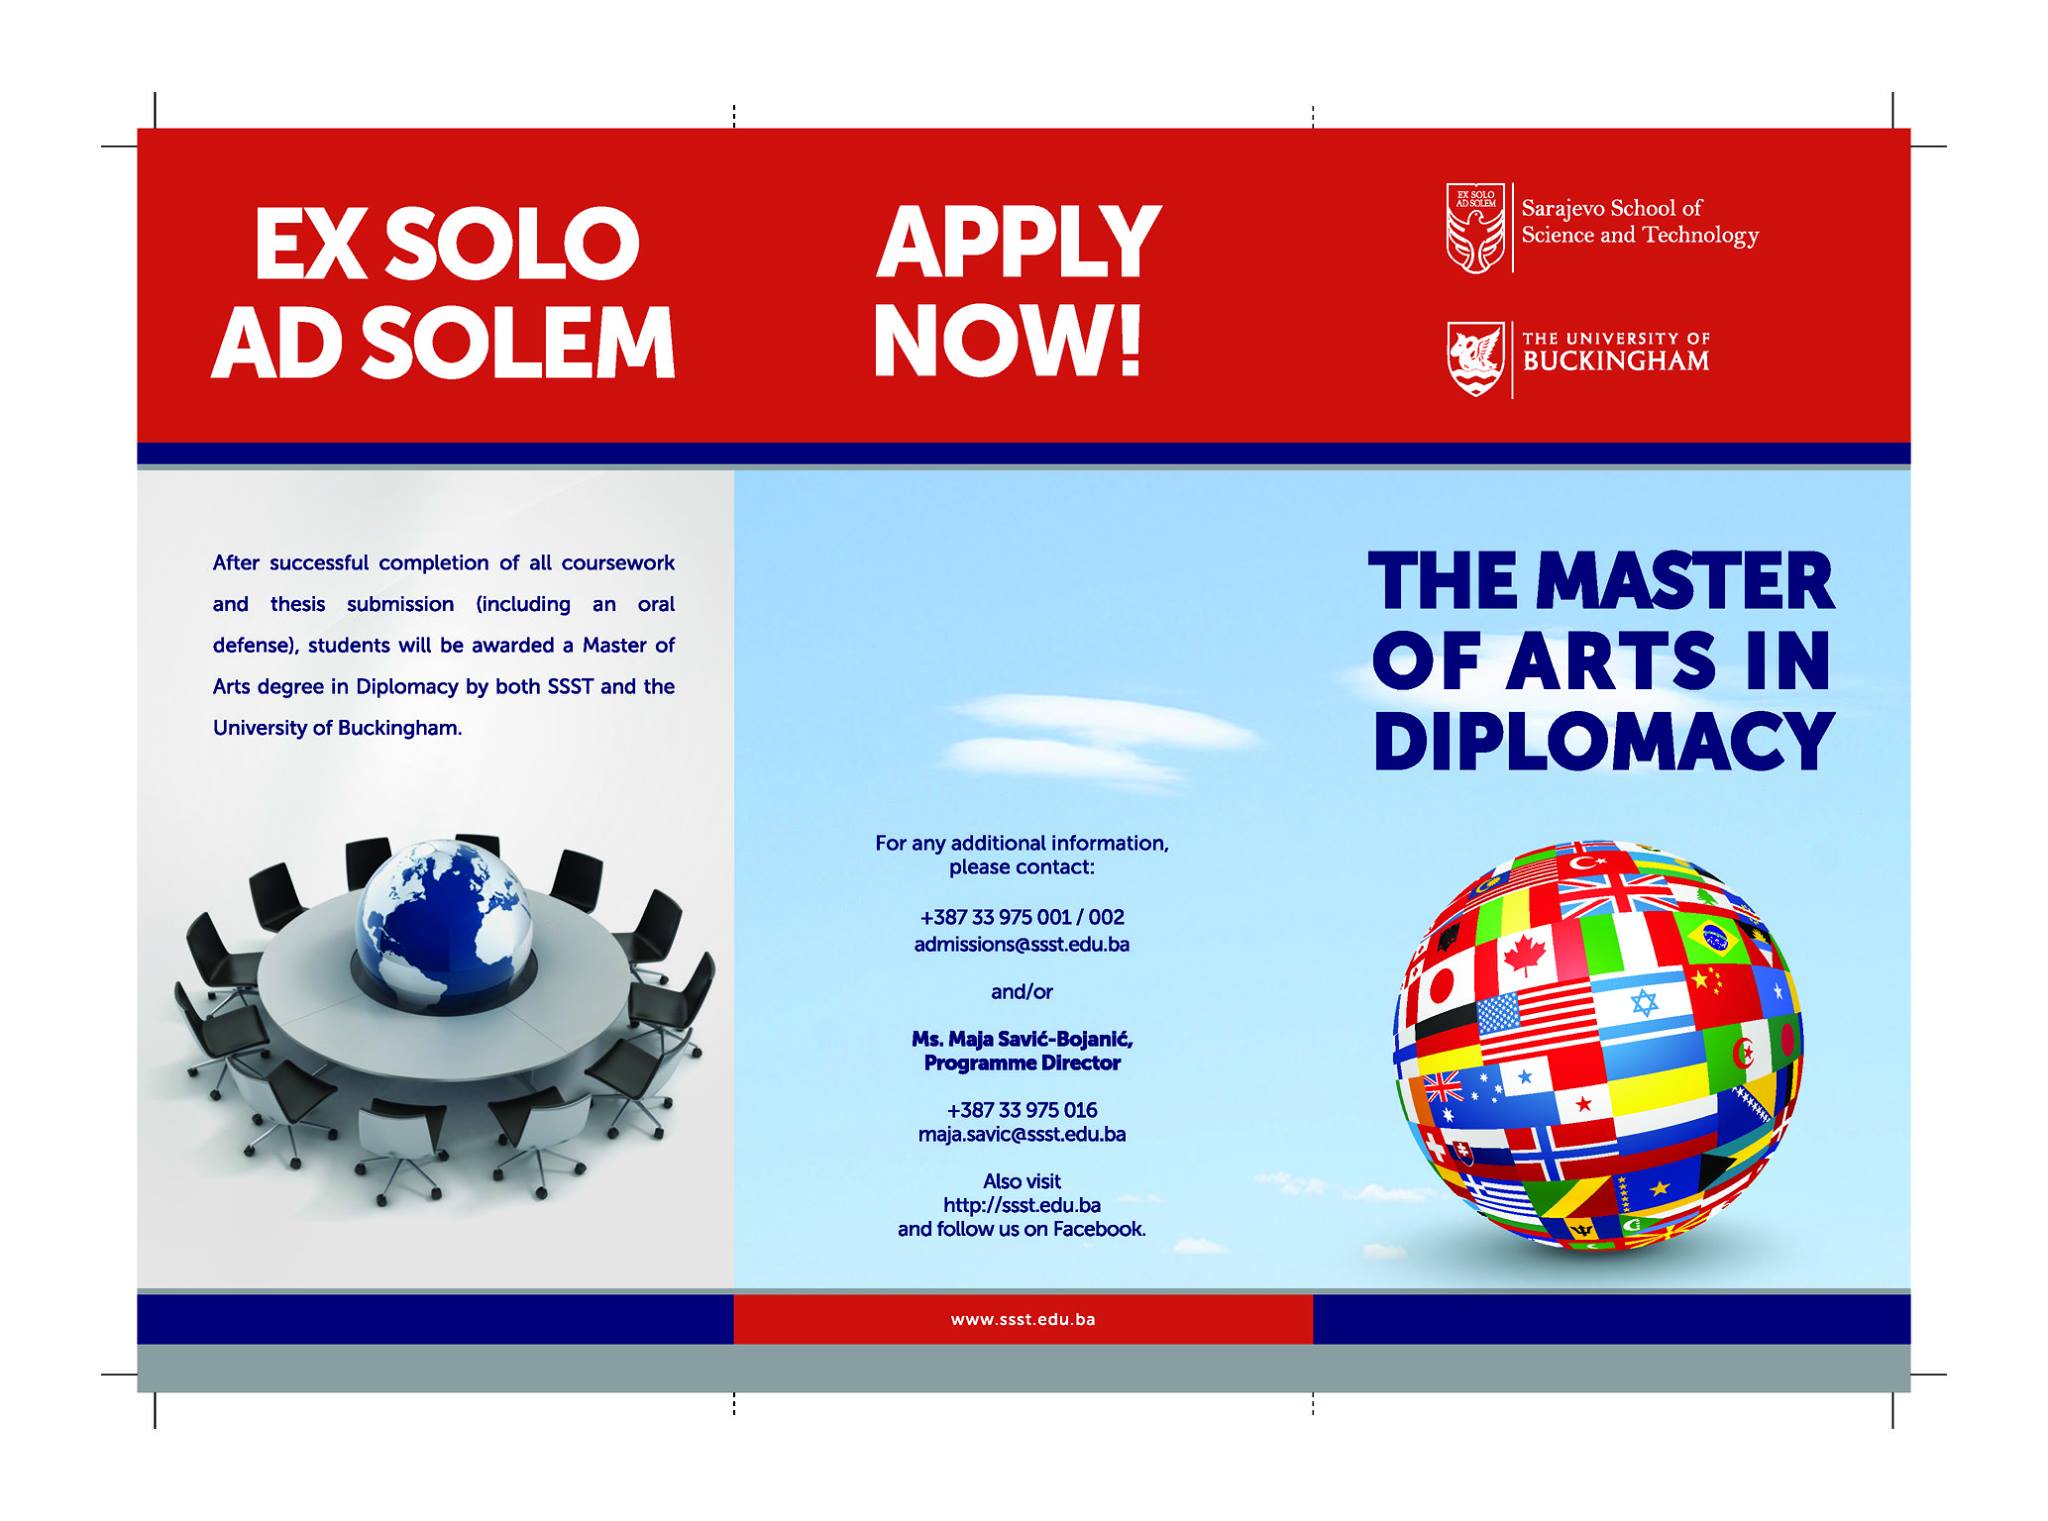 EX SOLO
AD SOLEM
After successful completion of all coursework
and thesis submission (including an oral
defense), students will be awarded a Master of
Arts degree in Diplomacy by both SSST and the
University of Buckingham.
APPLY
NOW!
For any additional information,
please contact:
+387 33 975 001 / 002
admissions@ssst.edu.ba
and/or
Ms. Maja Savić-Bojanić,
Programme Director
+387 33 975 016
maja.savic@ssst.edu.ba
Also visit
http://ssst.edu.ba
and follow us on Facebook.
www.ssst.edu.ba
EX SOLO
AD SOLEM
Sarajevo School of
Science and Technology
THE UNIVERSITY OF
BUCKINGHAM
THE MASTER
OF ARTS IN
DIPLOMACY